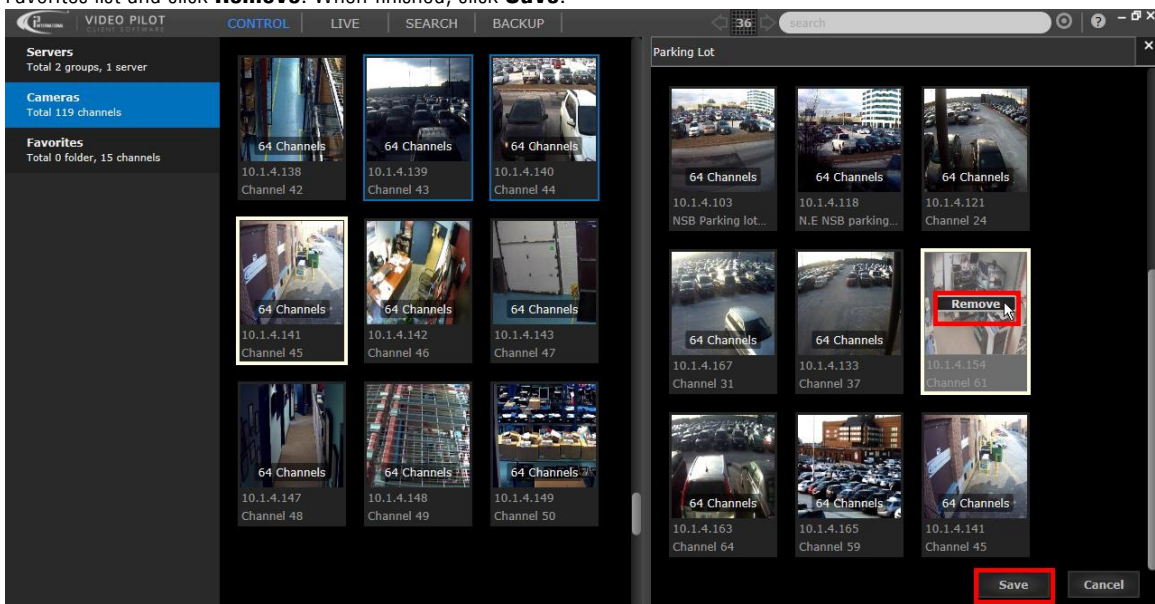 Favorites list and click Remove. When finished, click Save.
VIDEO PILOT
CLIENT SOFTWARE
CONTROL
LIVE
SEARCH
BACKUP
36
search
Servers
Total 2 groups, 1 server
Cameras
Total 119 channels
Favorites
Total 0 folder, 15 channels
64 Channels
10.1.4.138
Channel 42
64 Channels
10.1.4.139
Channel 43
64 Channels
10.1.4.140
Channel 44
64 Channels
10.1.4.141
Channel 45
64 Channels
10.1.4.142
Channel 46
64 Channels
10.1.4.143
Channel 47
64 Channels
10.1.4.147
Channel 48
64 Channels
10.1.4.148
Channel 49
64 Channels
10.1.4.149
Channel 50
Parking Lot
64 Channels
10.1.4.103
NSB Parking lot...
64 Channels
10.1.4.118
N.E NSB parking...
64 Channels
10.1.4.121
Channel 24
64 Channels
10.1.4.167
Channel 31
64 Channels
10.1.4.133
Channel 37
Remove
10.1.4.154
Channel 61
64 Channels
10.1.4.163
Channel 64
64 Channels
10.1.4.165
Channel 59
64 Channels
10.1.4.141
Channel 45
Save
Cancel